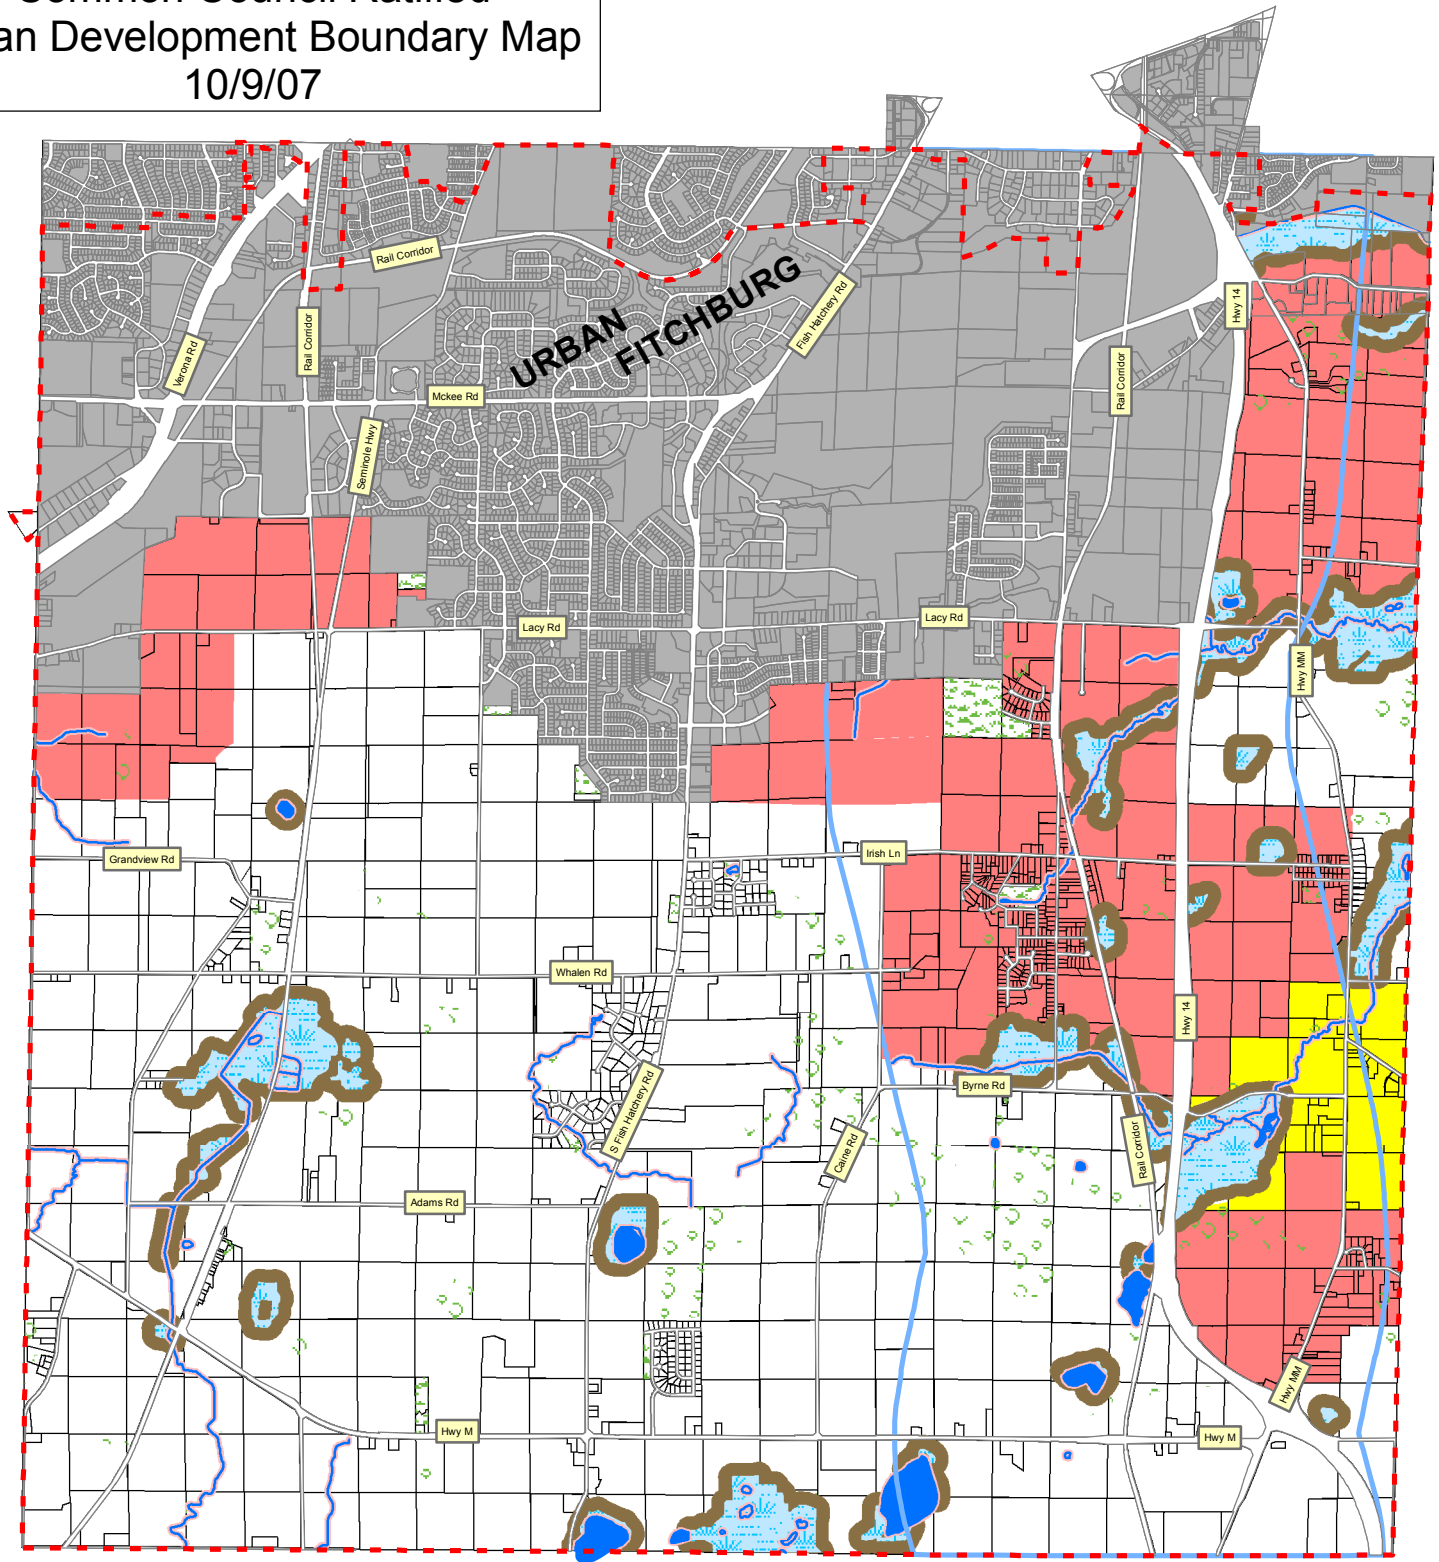 an Development Boundary Map
10/9/07
Rail Corridor
URBAN
FITCHBURG
Fish Hatchery Rd
Hwy 14
Verona Rd
Rail Corridor
Rail Corridor
Mckee Rd
Seminole Hwy
Lacy Rd
Lacy Rd
Hwy MM
Grandview Rd
Irish Ln
Whalen Rd
Hwy 14
Byrne Rd
S Fish Hatchery Rd
Caine Rd
Rail Corridor
Adams Rd
Hwy MM
Hwy M
Hwy M